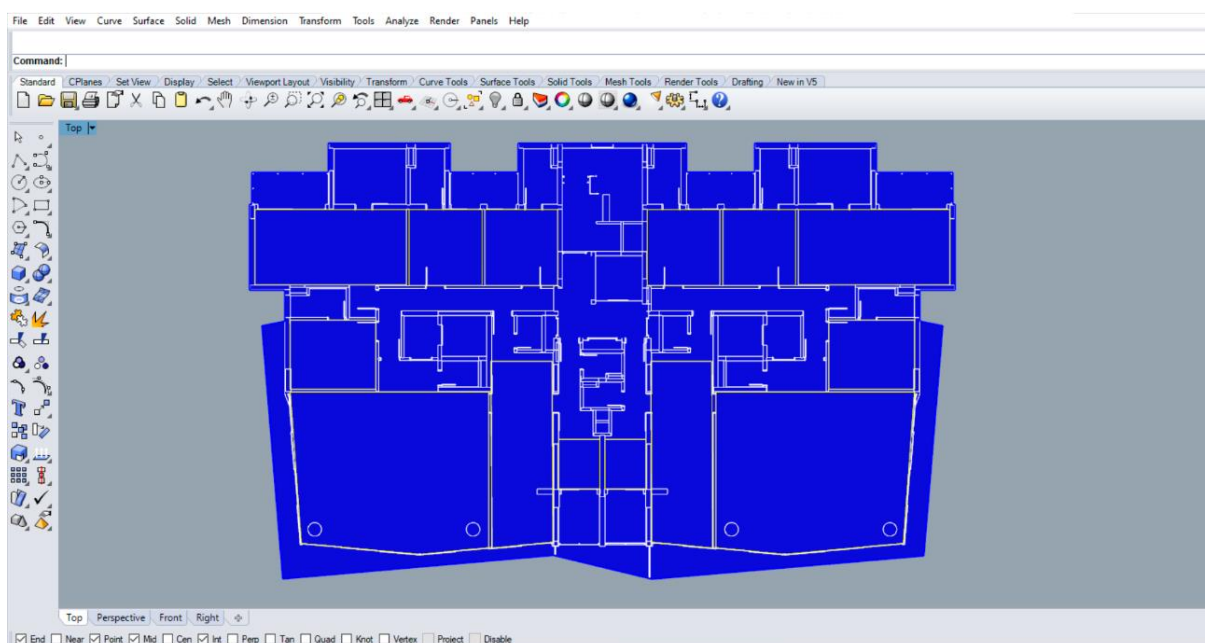 File Edit View Curve Surface Solid Mesh Dimension Transform Tools Analyze Render Panels Help
Command:
Standard CPlanes Set View Display Select Viewport Layout Visibility Transform Curve Tools Surface Tools Solid Tools Mesh Tools Render Tools Drafting New in V5
Top
Top Perspective Front Right
End Near Point Mid Cen Int Perp Tan Quad Knot Vertex Project Disable